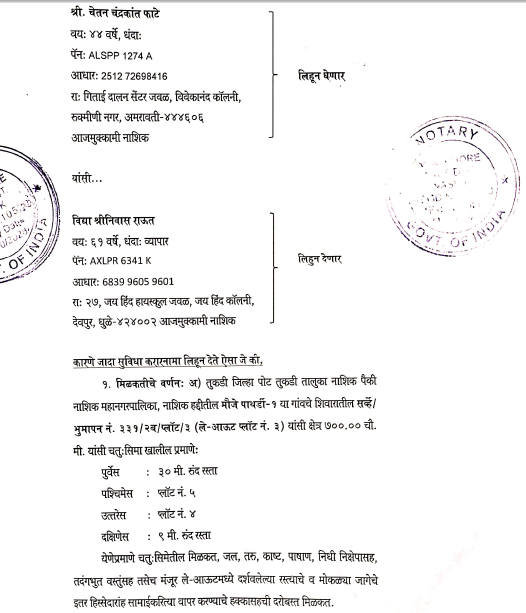 श्री. चेतन चंद्रकांत फाटे
वय: ४४ वर्षे, धंदा:
पॅन: ALSPP 1274 A
आधार: 2512 72698416
लिहून घेणार
रा: गिताई दालन सेंटर जवळ, विवेकानंद कॉलनी,
रुक्मीणी नगर, अमरावती-४४४६०६
आजमुक्कामी नाशिक
NOTARY
GOVT OF INDIA
यांसी...
OF INDIA
विद्या श्रीनिवास राऊत
वय: ६१ वर्षे, धंदा: व्यापार
पॅन: AXLPR 6341 K
लिहुन देणार
आधार: 6839 9605 9601
रा: २७, जय हिंद हायस्कुल जवळ, जय हिंद कॉलनी,
देवपुर, धुळे-४२४००२ आजमुक्कामी नाशिक
कारणे जादा सुविधा करारनामा लिहून देते ऐसा जे की,
१. मिळकतीचे वर्णन: अ) तुकडी जिल्हा पोट तुकडी तालुका नाशिक पैकी
नाशिक महानगरपालिका, नाशिक हद्दीतील मौजे पाथर्डी-१ या गांवचे शिवारातील सर्व्हे/
भुमापन नं. ३३१/२ब/प्लॉट/३ (ले-आऊट प्लॉट नं. ३) यांसी क्षेत्र ७००.०० चौ.
मी. यांसी चतु:सिमा खालील प्रमाणे:
पुर्वेस : ३० मी. रुंद रस्ता
पश्चिमेस : प्लॉट नं. ५
उत्तरेस : प्लॉट नं. ४
दक्षिणेस : ९ मी. रुंद रस्ता
येणेप्रमाणे चतु:सिमेतील मिळकत, जल, तरु, काष्ट, पाषाण, निधी निक्षेपासह,
तदंगभुत वस्तुंसह तसेच मंजूर ले-आऊटमध्ये दर्शवलेल्या रस्त्याचे व मोकळ्या जागेचे
इतर हिस्सेदारांह सामाईकरित्या वापर करण्याचे हक्कासहची दरोबस्त मिळकत.